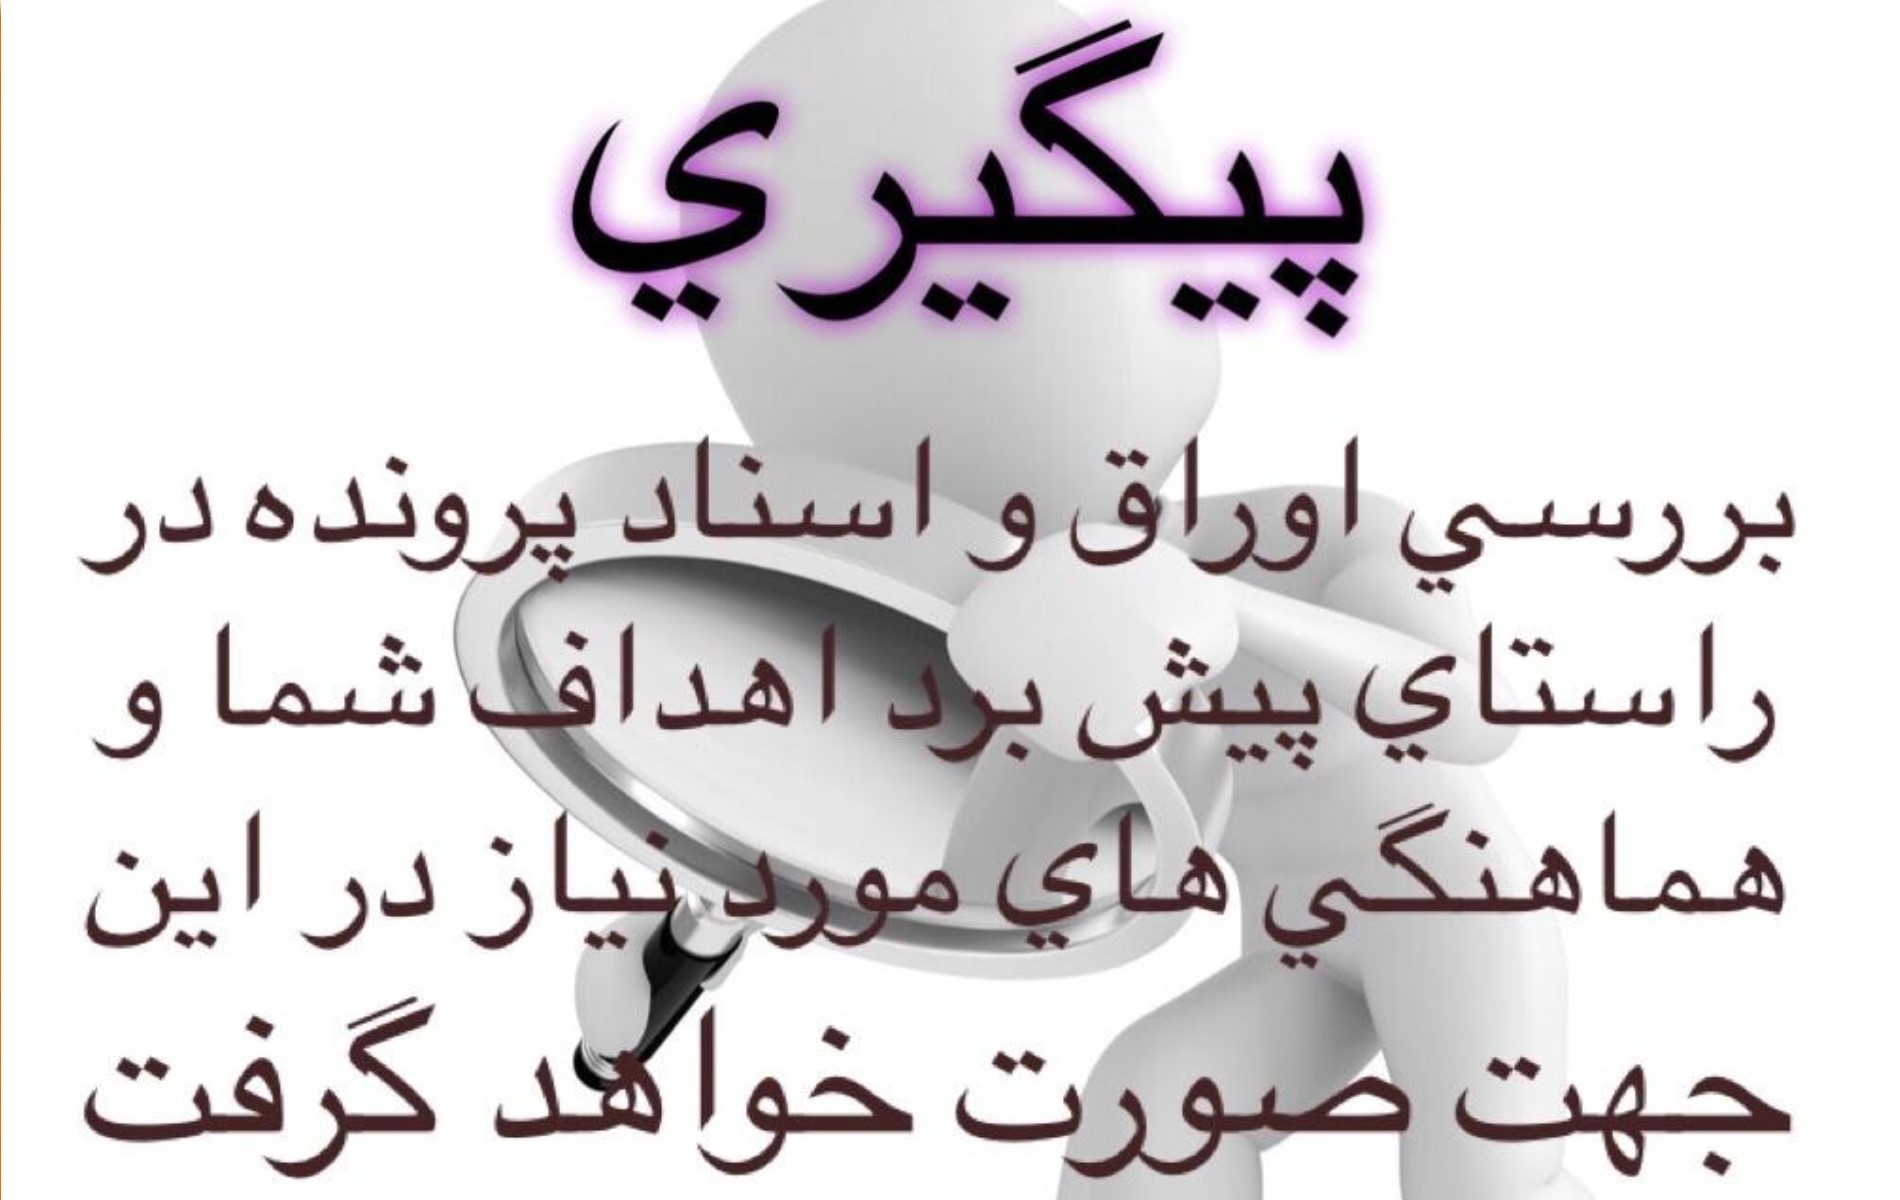 پيگيري
بررسي اوراق و اسناد پرونده در
راستاي پيش برد اهداف شما و
هماهنگي هاي مورد نياز در اين
جهت صورت خواهد گرفت